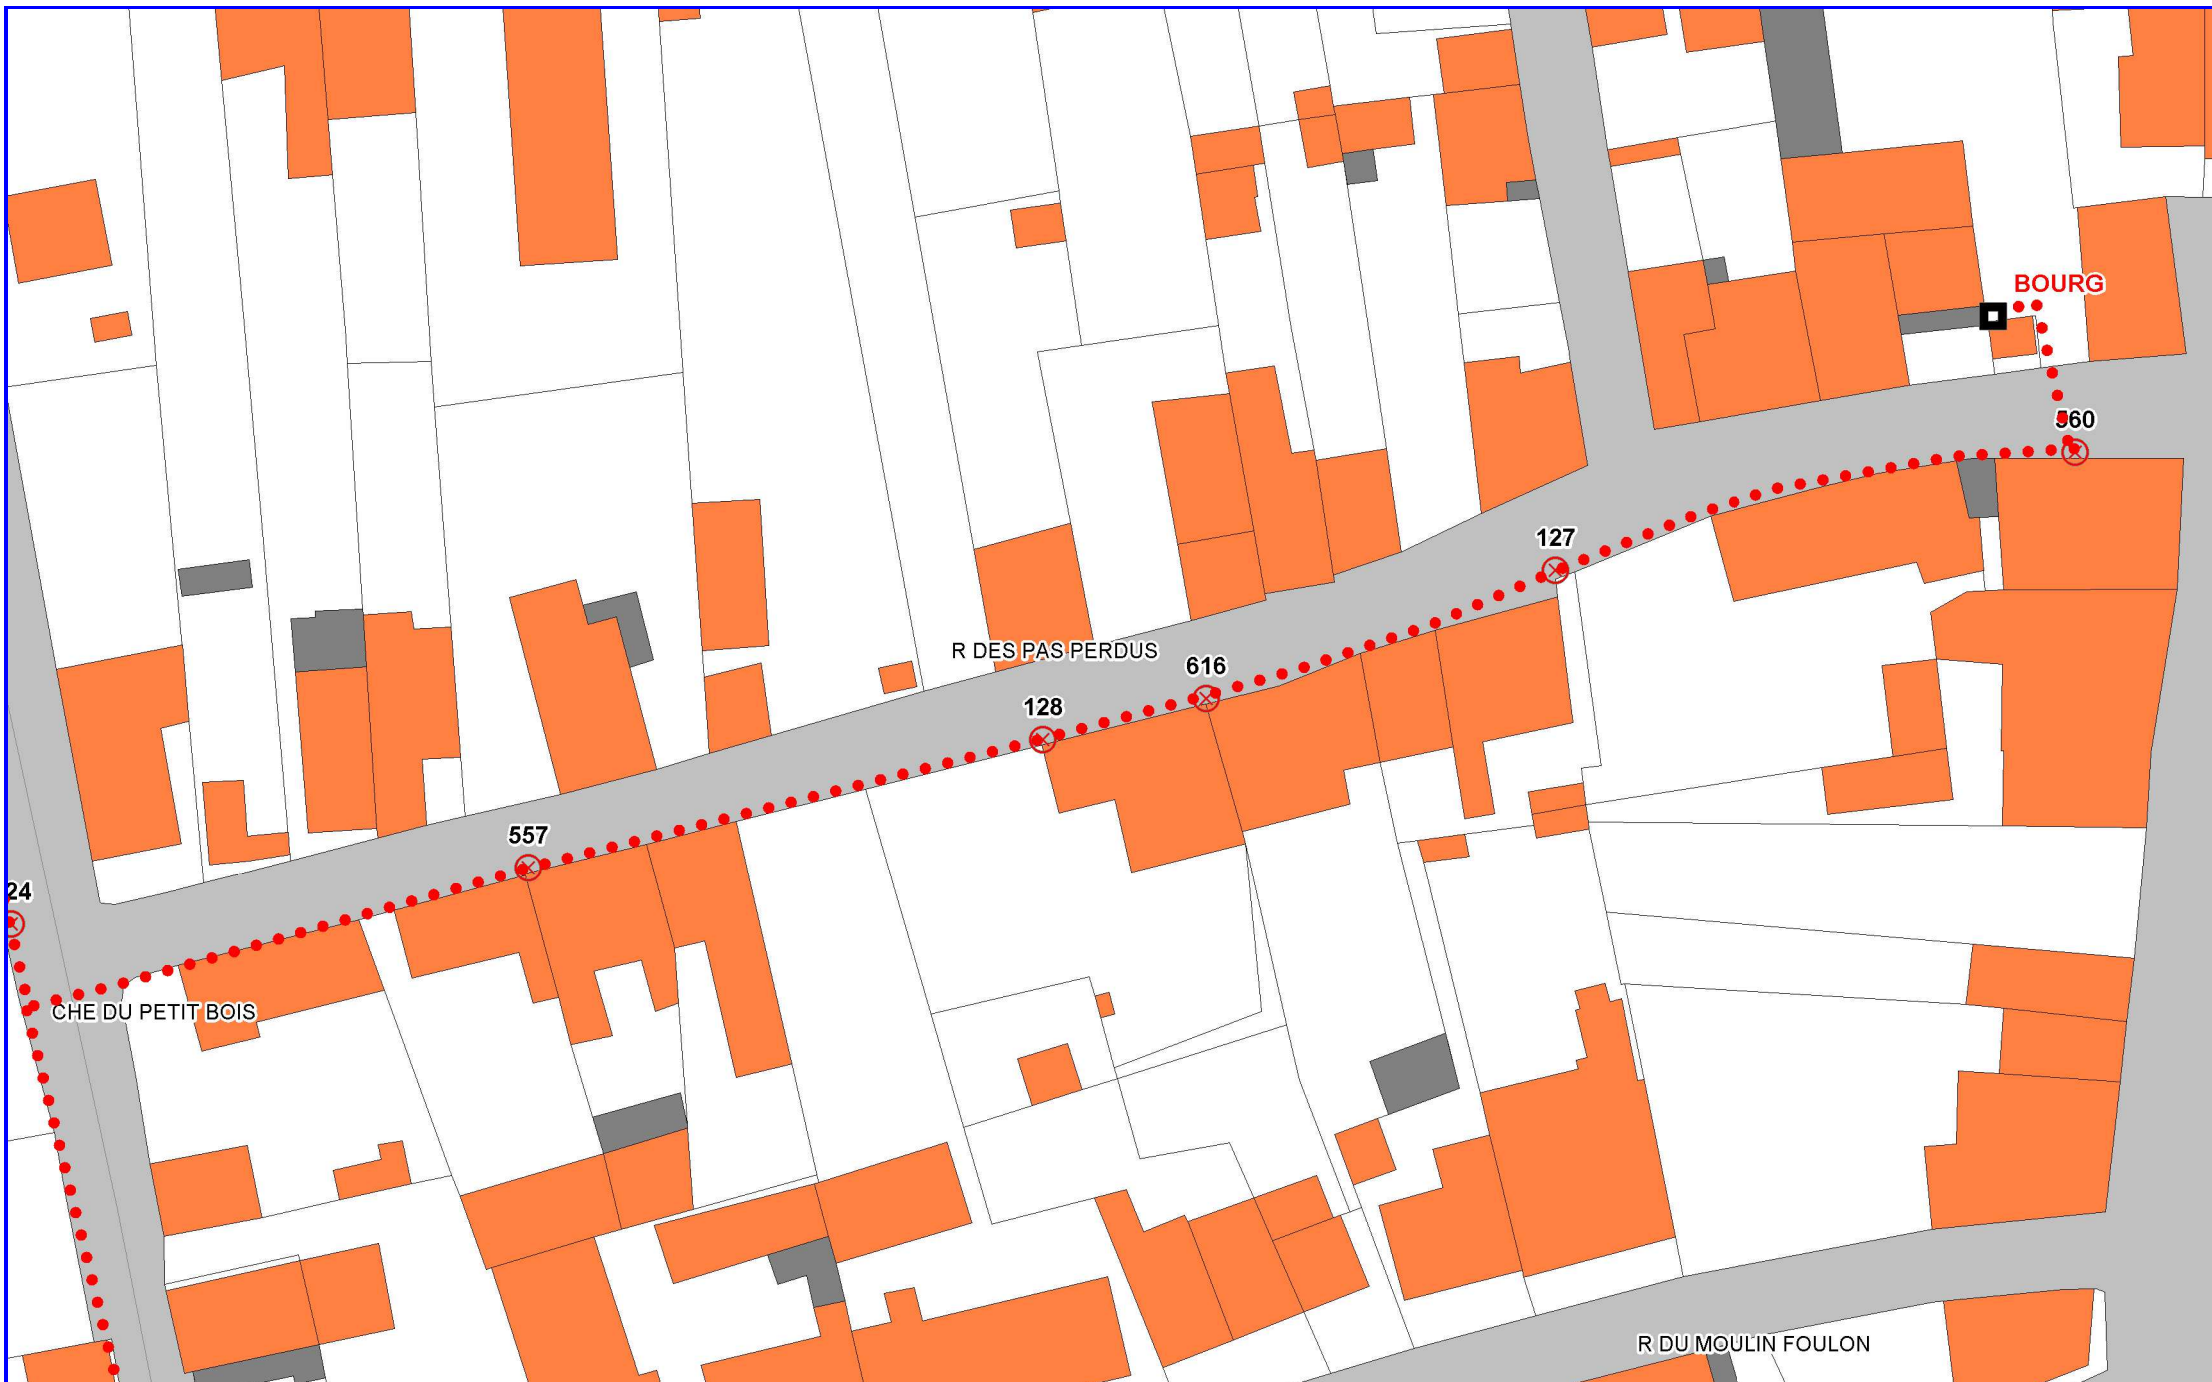 BOURG
560
127
R DES PAS PERDUS
616
128
557
24
CHE DU PETIT BOIS
R DU MOULIN FOULON